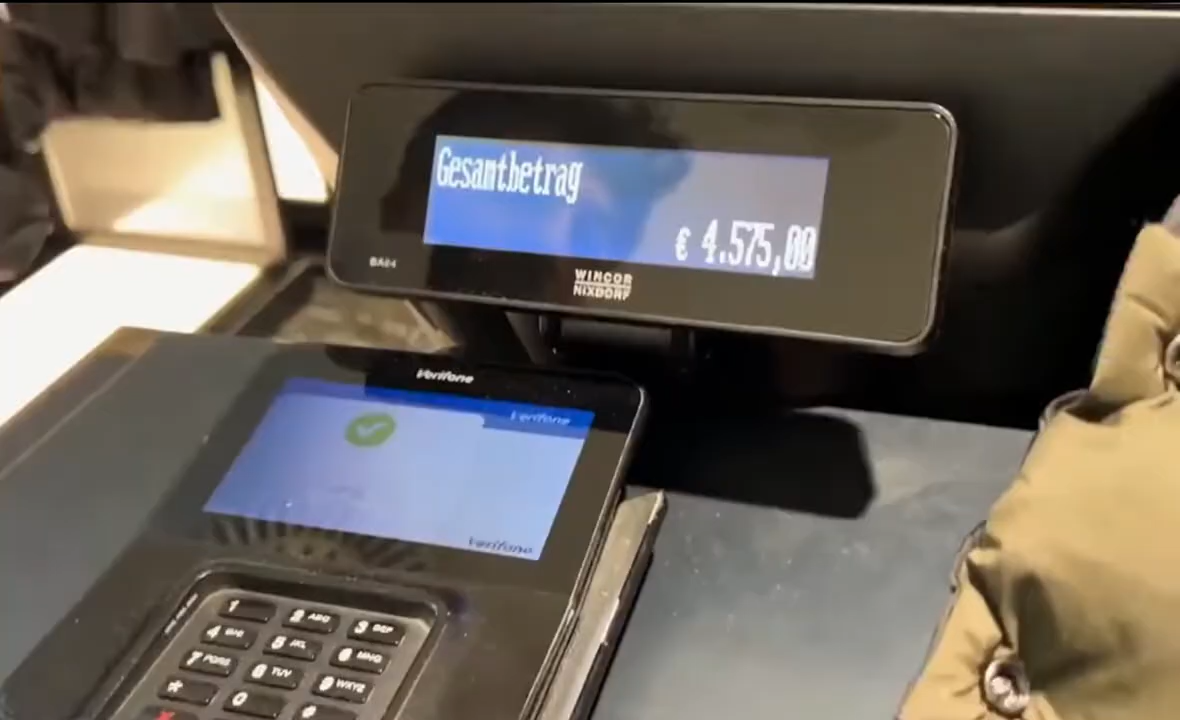 Gesamtbetrag
€ 4.575,00
BA64
WINCOR
NIXDORF
Verifone
Verifone
Verifone
1
2 ABC
3 DEF
4 GHI
5 JKL
6 MNO
7 PQRS
8 TUV
9 WXYZ
*
0
#